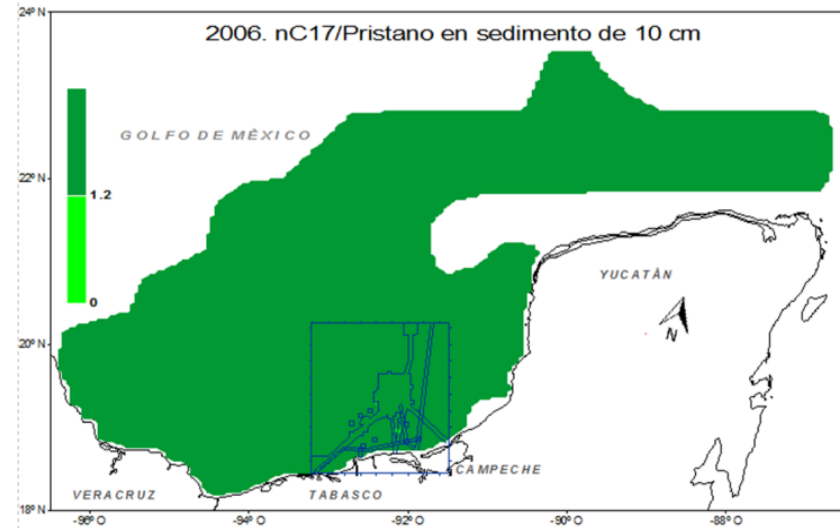 24º N
2006. nC17/Pristano en sedimento de 10 cm
GOLFO DE MÈXICO
22º N
1.2
0
YUCATÀN
N
20º N
CAMPECHE
VERACRUZ
TABASCO
18º N
-96º O -94º O -92º O -90º O -88º O